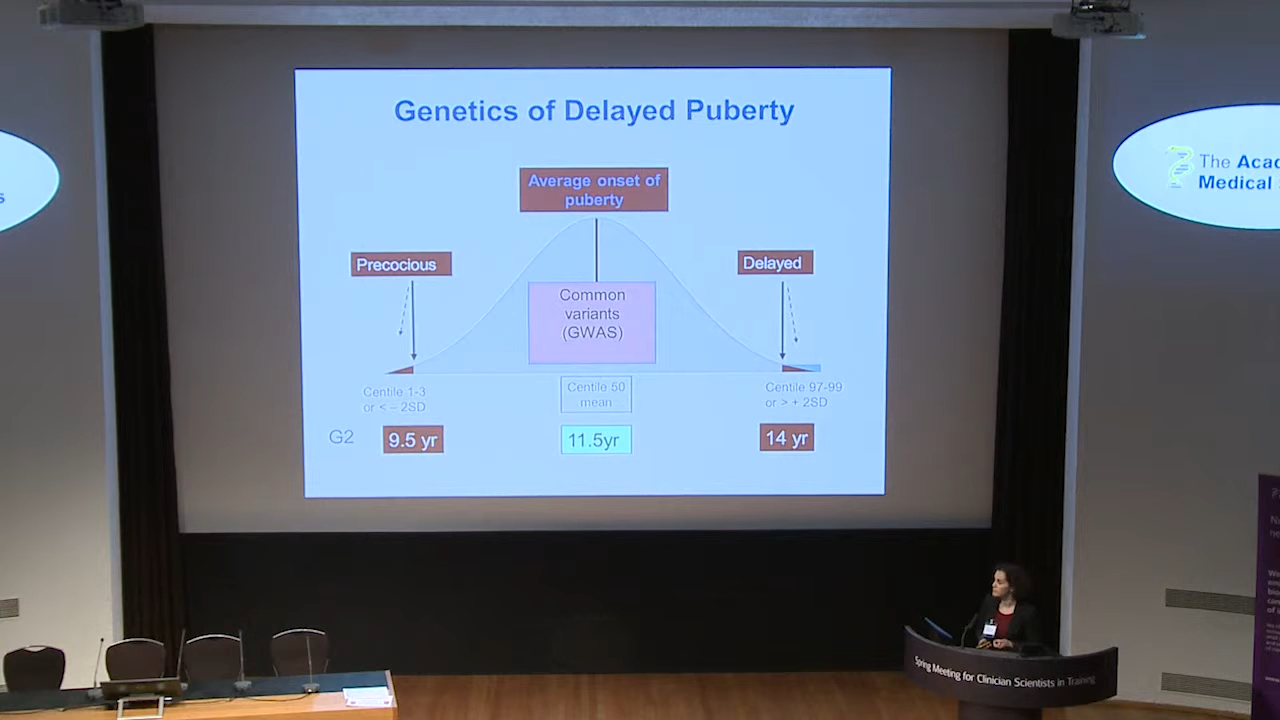 Genetics of Delayed Puberty
Average onset of
puberty
Precocious
Delayed
Common
variants
(GWAS)
Centile 1-3
or < – 2SD
Centile 50
mean
Centile 97-99
or > + 2SD
G2
9.5 yr
11.5yr
14 yr
The Acad
Medical
s
Spring Meeting for Clinician Scientists in Training